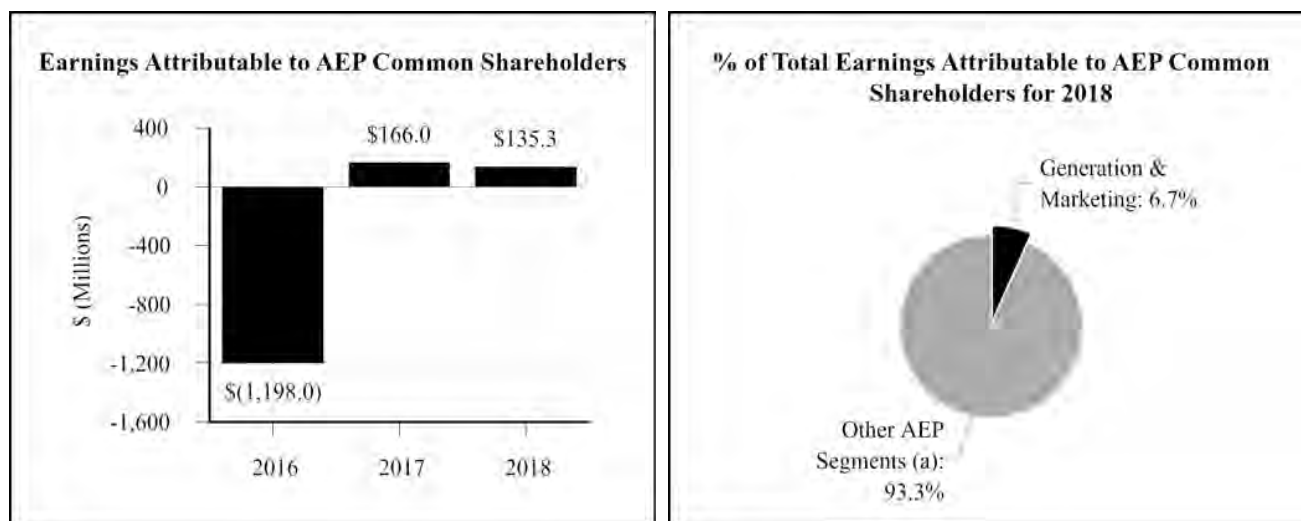 Earnings Attributable to AEP Common Shareholders
400
0
-400
-800
-1,200
-1,600
$ (Millions)
$166.0
$135.3
$(1,198.0)
2016
2017
2018
% of Total Earnings Attributable to AEP Common
Shareholders for 2018
Generation &
Marketing: 6.7%
Other AEP
Segments (a):
93.3%